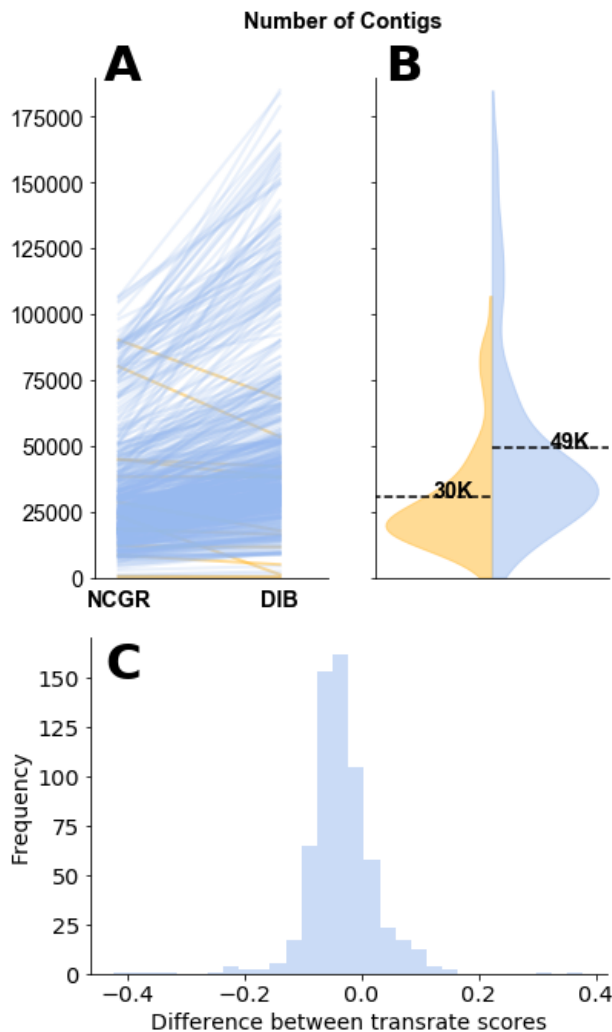 Number of Contigs
A
B
175000
150000
125000
100000
75000
50000
25000
0
49K
30K
NCGR
DIB
C
150
125
100
75
50
25
0
Frequency
−0.4
−0.2
0.0
0.2
0.4
Difference between transrate scores